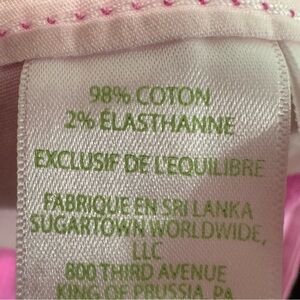 98% COTON
2% ÉLASTHANNE
EXCLUSIF DE L'EQUILIBRE
FABRIQUE EN SRI LANKA
SUGARTOWN WORLDWIDE,
LLC
800 THIRD AVENUE
KING OF PRUSSIA, PA